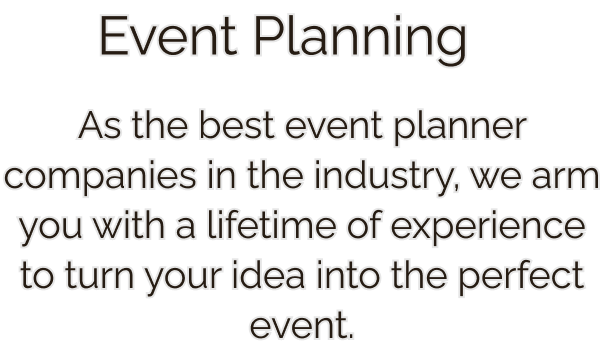 Event Planning
As the best event planner
companies in the industry, we arm
you with a lifetime of experience
to turn your idea into the perfect
event.